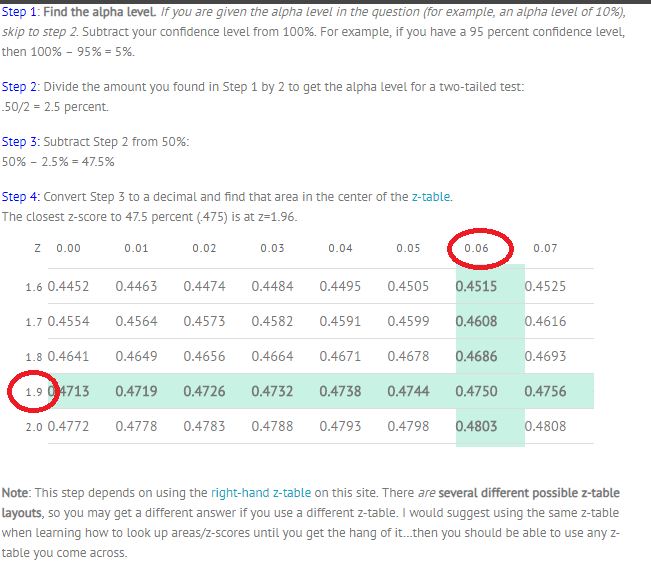 Step 1: Find the alpha level. If you are given the alpha level in the question (for example, an alpha level of 10%),
skip to step 2. Subtract your confidence level from 100%. For example, if you have a 95 percent confidence level,
then 100% – 95% = 5%.
Step 2: Divide the amount you found in Step 1 by 2 to get the alpha level for a two-tailed test:
.50/2 = 2.5 percent.
Step 3: Subtract Step 2 from 50%:
50% – 2.5% = 47.5%
Step 4: Convert Step 3 to a decimal and find that area in the center of the z-table.
The closest z-score to 47.5 percent (.475) is at z=1.96.
Z 0.00 0.01 0.02 0.03 0.04 0.05 0.06 0.07
1.6 0.4452 0.4463 0.4474 0.4484 0.4495 0.4505 0.4515 0.4525
1.7 0.4554 0.4564 0.4573 0.4582 0.4591 0.4599 0.4608 0.4616
1.8 0.4641 0.4649 0.4656 0.4664 0.4671 0.4678 0.4686 0.4693
1.9 0.4713 0.4719 0.4726 0.4732 0.4738 0.4744 0.4750 0.4756
2.0 0.4772 0.4778 0.4783 0.4788 0.4793 0.4798 0.4803 0.4808
Note: This step depends on using the right-hand z-table on this site. There are several different possible z-table
layouts, so you may get a different answer if you use a different z-table. I would suggest using the same z-table
when learning how to look up areas/z-scores until you get the hang of it...then you should be able to use any z-
table you come across.